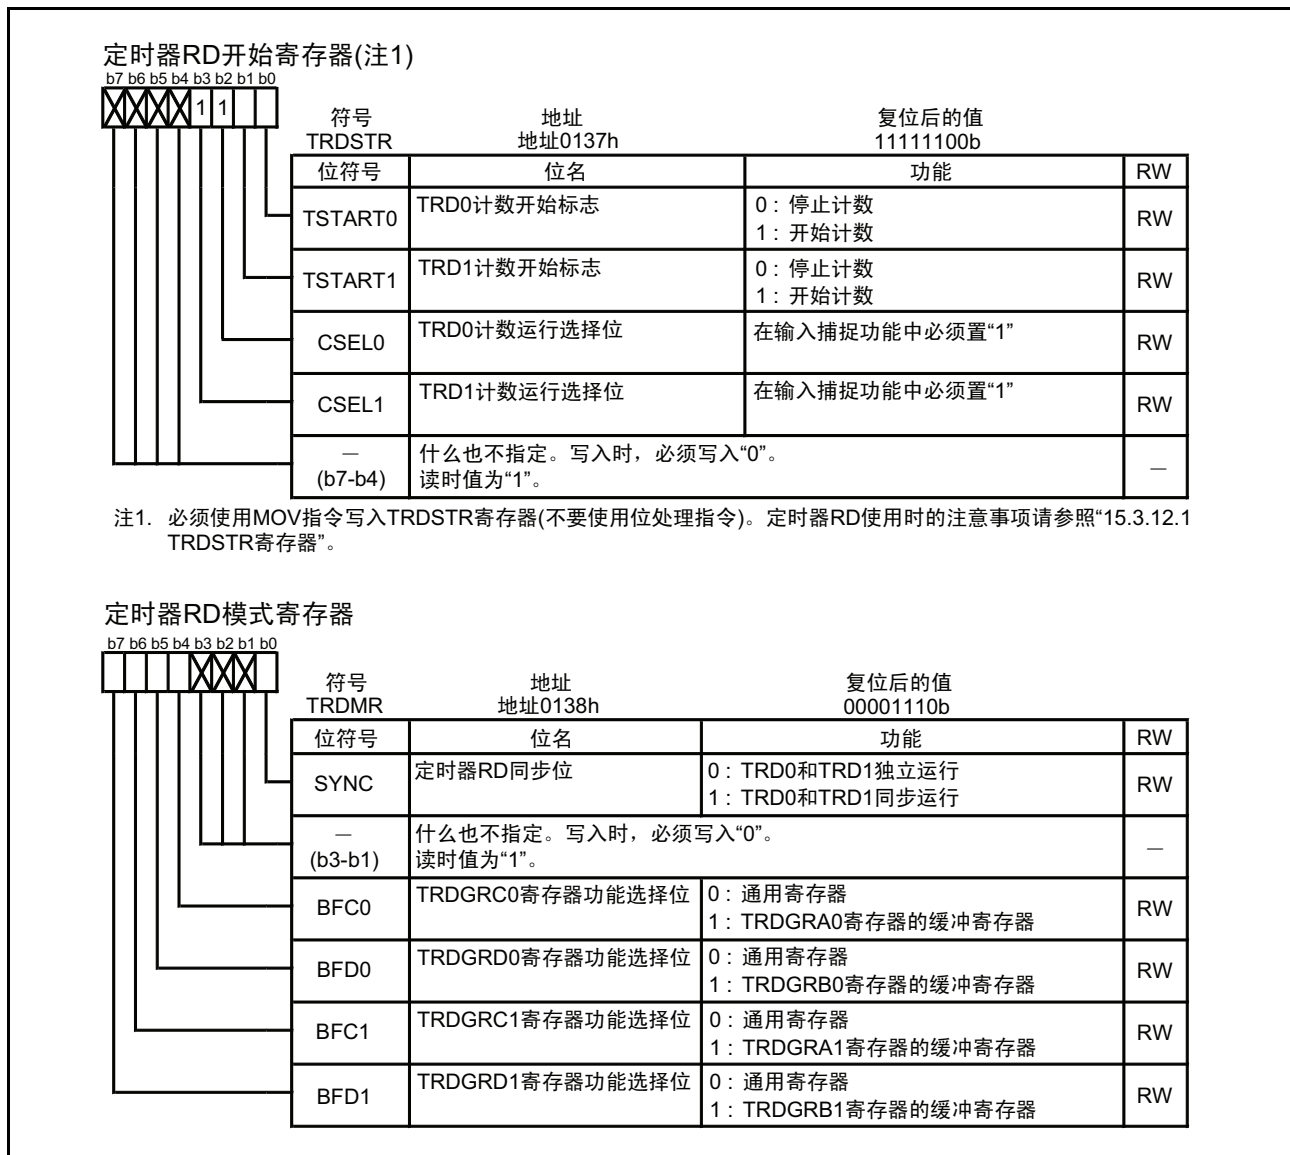 定时器RD开始寄存器(注1)
b7 b6 b5 b4 b3 b2 b1 b0
1 1
符号 地址 复位后的值
TRDSTR 地址0137h 11111100b
位符号 位名 功能 RW
TSTART0 TRD0计数开始标志 0：停止计数 RW
1：开始计数
TSTART1 TRD1计数开始标志 0：停止计数 RW
1：开始计数
CSEL0 TRD0计数运行选择位 在输入捕捉功能中必须置“1” RW
CSEL1 TRD1计数运行选择位 在输入捕捉功能中必须置“1” RW
— 什么也不指定。写入时，必须写入“0”。 —
(b7-b4) 读时值为“1”。
注1. 必须使用MOV指令写入TRDSTR寄存器(不要使用位处理指令)。定时器RD使用时的注意事项请参照“15.3.12.1
TRDSTR寄存器”。
定时器RD模式寄存器
b7 b6 b5 b4 b3 b2 b1 b0
符号 地址 复位后的值
TRDMR 地址0138h 00001110b
位符号 位名 功能 RW
SYNC 定时器RD同步位 0：TRD0和TRD1独立运行 RW
1：TRD0和TRD1同步运行
— 什么也不指定。写入时，必须写入“0”。 —
(b3-b1) 读时值为“1”。
BFC0 TRDGRC0寄存器功能选择位 0：通用寄存器 RW
1：TRDGRA0寄存器的缓冲寄存器
BFD0 TRDGRD0寄存器功能选择位 0：通用寄存器 RW
1：TRDGRB0寄存器的缓冲寄存器
BFC1 TRDGRC1寄存器功能选择位 0：通用寄存器 RW
1：TRDGRA1寄存器的缓冲寄存器
BFD1 TRDGRD1寄存器功能选择位 0：通用寄存器 RW
1：TRDGRB1寄存器的缓冲寄存器